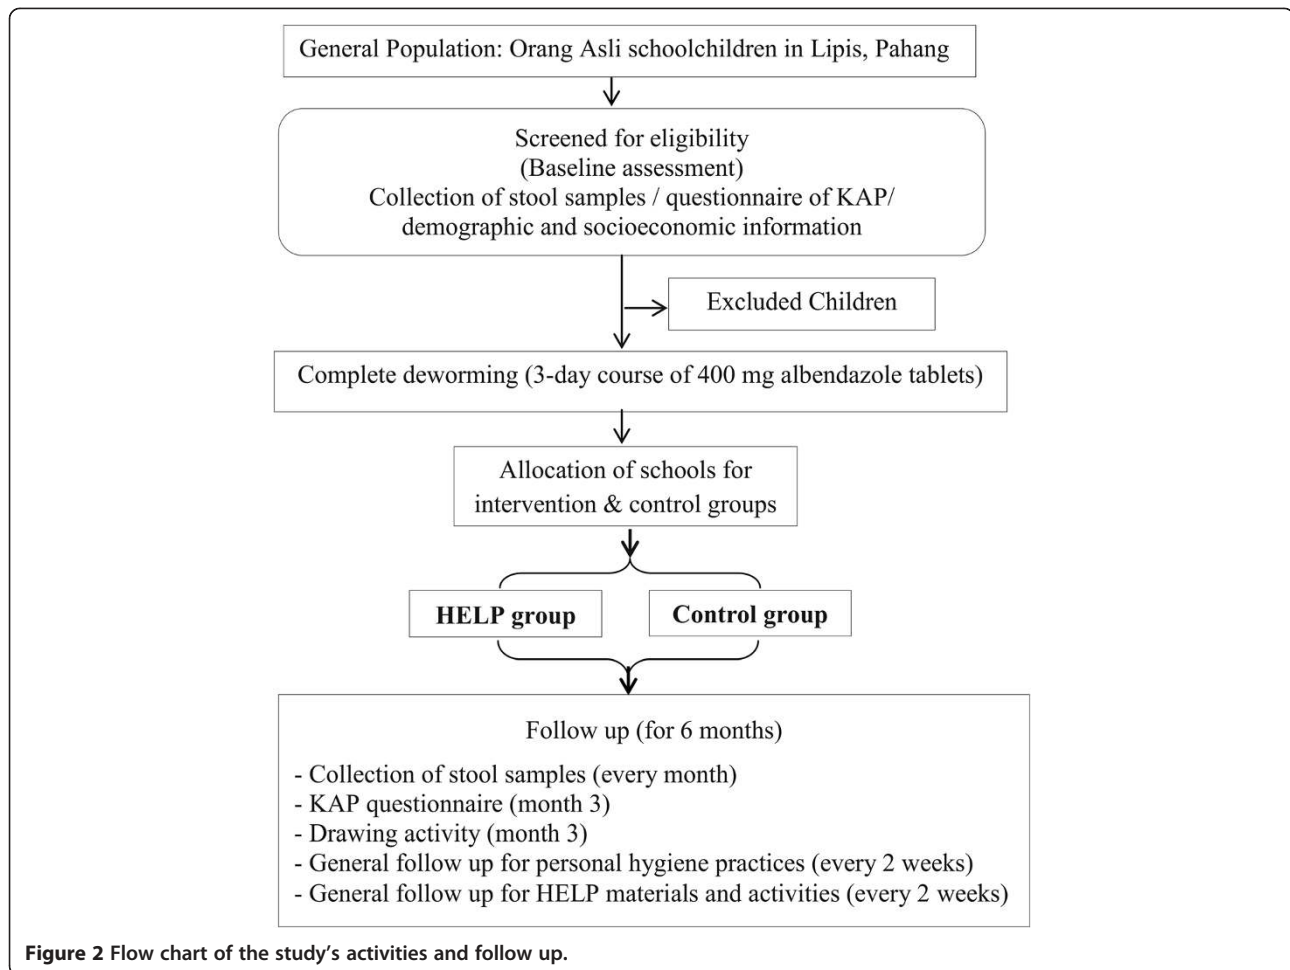 General Population: Orang Asli schoolchildren in Lipis, Pahang
Screened for eligibility
(Baseline assessment)
Collection of stool samples / questionnaire of KAP/
demographic and socioeconomic information
Excluded Children
Complete deworming (3-day course of 400 mg albendazole tablets)
Allocation of schools for
intervention & control groups
HELP group
Control group
Follow up (for 6 months)
- Collection of stool samples (every month)
- KAP questionnaire (month 3)
- Drawing activity (month 3)
- General follow up for personal hygiene practices (every 2 weeks)
- General follow up for HELP materials and activities (every 2 weeks)
Figure 2 Flow chart of the study's activities and follow up.